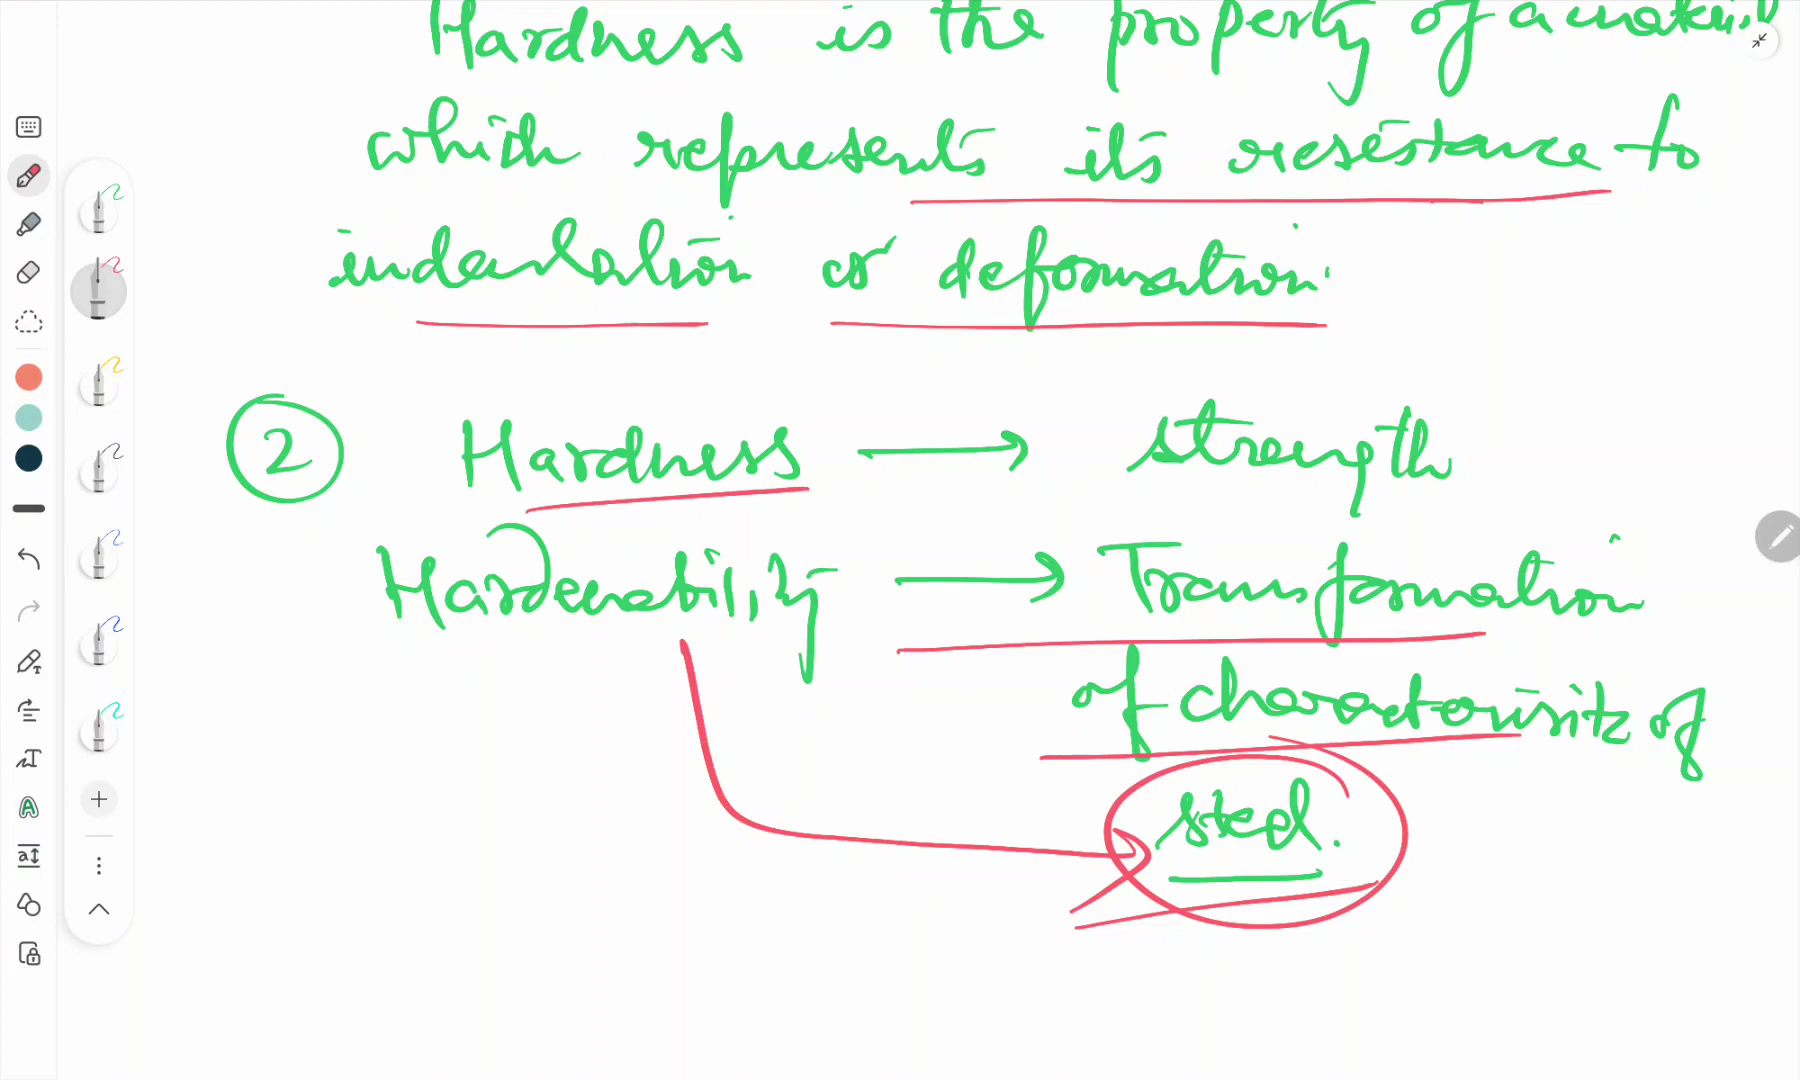 Hardness is the property of a material
which represents its resistance to
indentation or deformation.
2 Hardness → strength
Hardenability → Transformation
of characteristic of
steel.